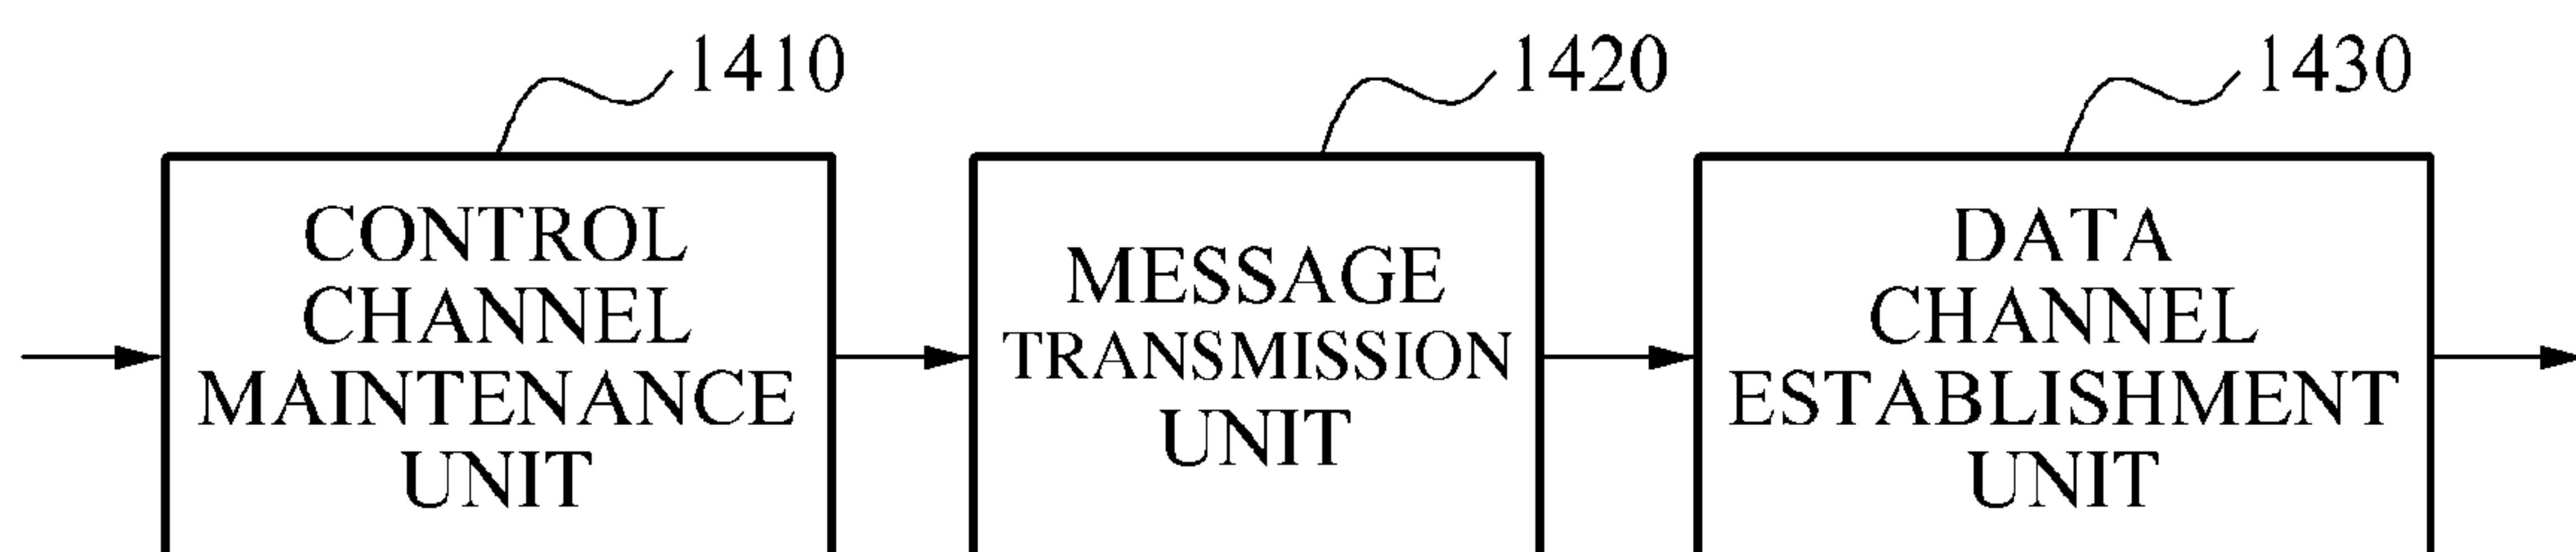 1410
1420
1430
CONTROL
CHANNEL
MAINTENANCE
UNIT
MESSAGE
TRANSMISSION
UNIT
DATA
CHANNEL
ESTABLISHMENT
UNIT